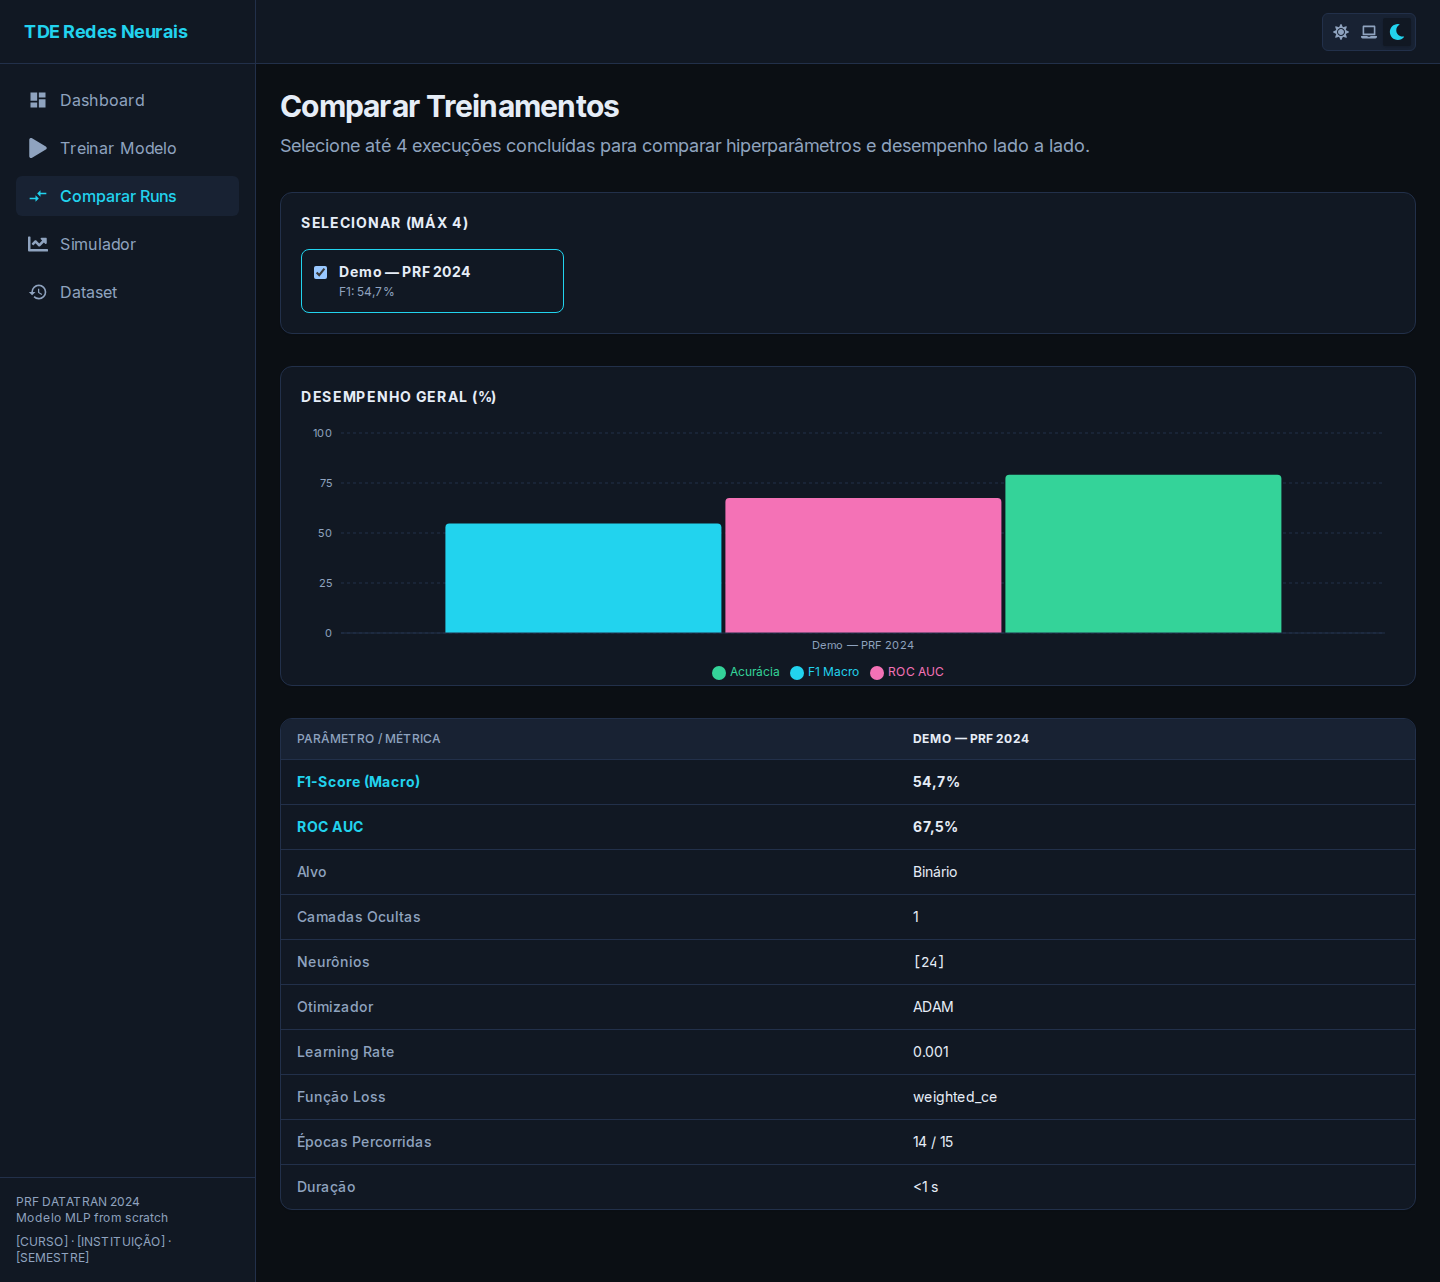 TDE Redes Neurais
Dashboard
Treinar Modelo
Comparar Runs
Simulador
Dataset
PRF DATATRAN 2024
Modelo MLP from scratch
[CURSO] · [INSTITUIÇÃO] ·
[SEMESTRE]
Comparar Treinamentos
Selecione até 4 execuções concluídas para comparar hiperparâmetros e desempenho lado a lado.
SELECIONAR (MÁX 4)
Demo — PRF 2024
F1: 54,7%
DESEMPENHO GERAL (%)
100
75
50
25
0
Demo — PRF 2024
Acurácia F1 Macro ROC AUC
PARÂMETRO / MÉTRICA DEMO — PRF 2024
F1-Score (Macro) 54,7%
ROC AUC 67,5%
Alvo Binário
Camadas Ocultas 1
Neurônios [24]
Otimizador ADAM
Learning Rate 0.001
Função Loss weighted_ce
Épocas Percorridas 14 / 15
Duração <1 s